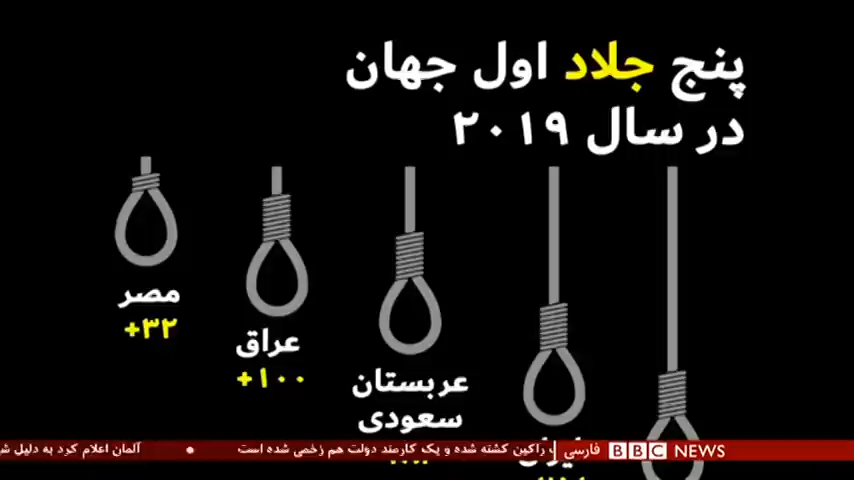 پنج جلاد اول جهان
در سال ۲۰۱۹
مصر
+۳۲
عراق
+۱۰۰
عربستان
سعودی
ایران
BBC NEWS فارسی
راکین کشته شده و یک کارمند دولت هم زخمی شده است • آلمان اعلام کرد به دلیل